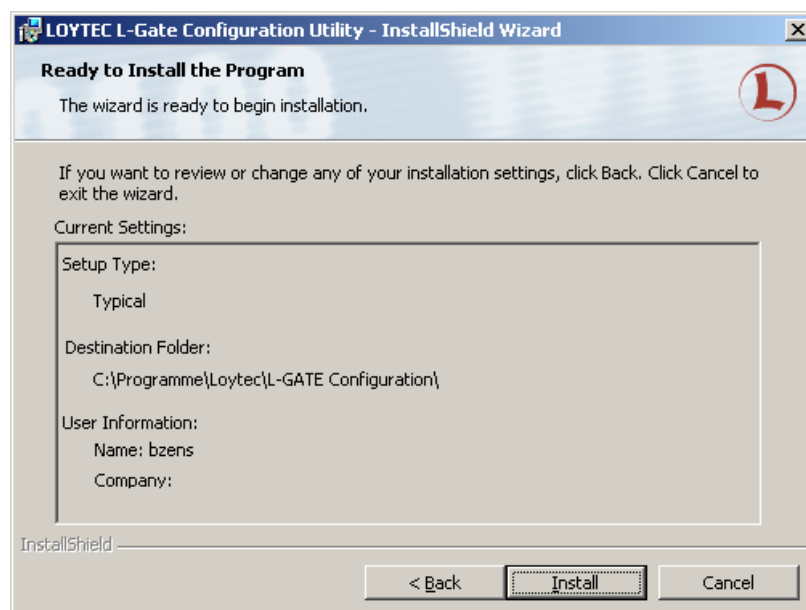 LOYTEC L-Gate Configuration Utility - InstallShield Wizard
Ready to Install the Program
The wizard is ready to begin installation.
L
If you want to review or change any of your installation settings, click Back. Click Cancel to
exit the wizard.
Current Settings:
Setup Type:
Typical
Destination Folder:
C:\Programme\Loytec\L-GATE Configuration\
User Information:
Name: bzens
Company:
InstallShield
< Back
Install
Cancel